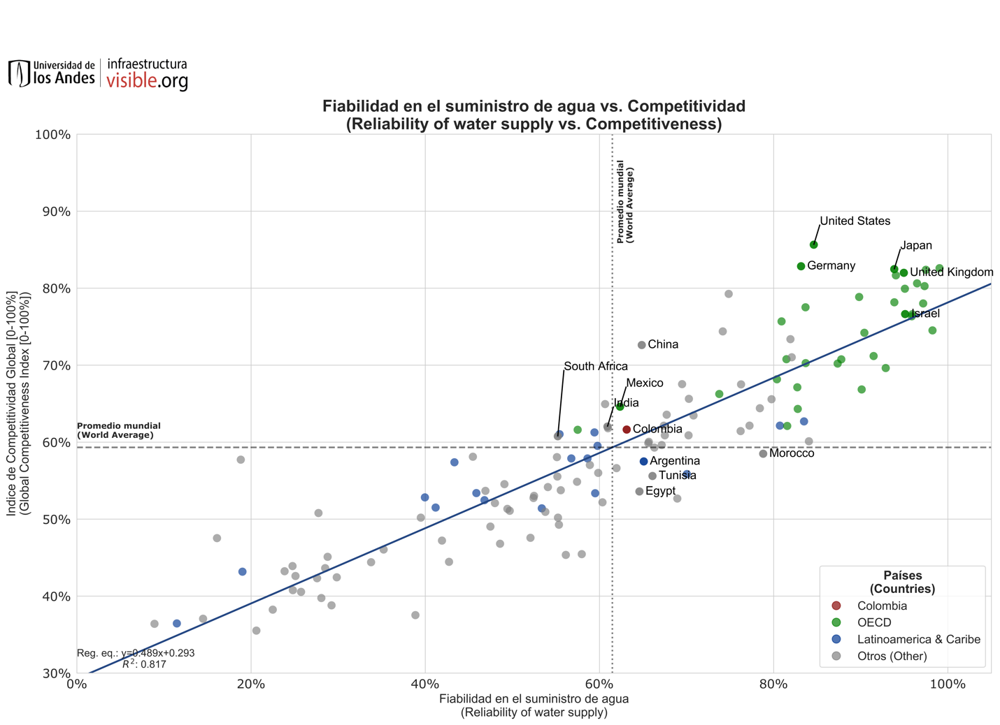 Universidad de
los Andes
infraestructura
visible.org
Fiabilidad en el suministro de agua vs. Competitividad
(Reliability of water supply vs. Competitiveness)
100%
90%
80%
70%
60%
50%
40%
30%
Indice de Competitividad Global [0-100%]
(Global Competitiveness Index [0-100%])
Promedio mundial
(World Average)
Promedio mundial
(World Average)
United States
Japan
Germany
United Kingdom
Israel
China
South Africa
Mexico
India
Colombia
Morocco
Argentina
Tunisia
Egypt
Países
(Countries)
Colombia
OECD
Latinoamerica & Caribe
Otros (Other)
Reg. eq.: y=0.489x+0.293
R²: 0.817
0%
20%
40%
60%
80%
100%
Fiabilidad en el suministro de agua
(Reliability of water supply)